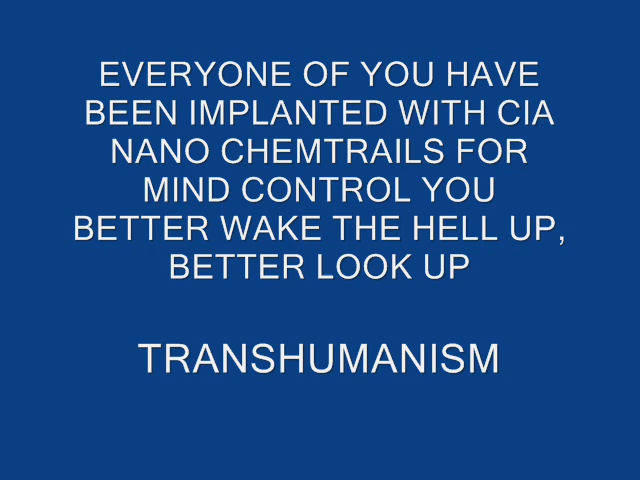 EVERYONE OF YOU HAVE
BEEN IMPLANTED WITH CIA
NANO CHEMTRAILS FOR
MIND CONTROL YOU
BETTER WAKE THE HELL UP,
BETTER LOOK UP
TRANSHUMANISM